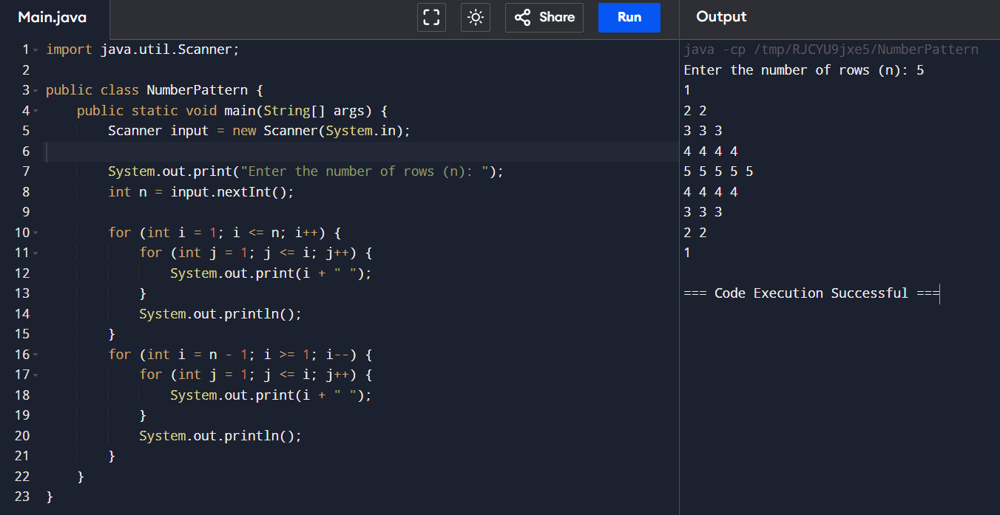 Main.java
Share
Run
Output
1 import java.util.Scanner;
2
3 public class NumberPattern {
4     public static void main(String[] args) {
5         Scanner input = new Scanner(System.in);
6
7         System.out.print("Enter the number of rows (n): ");
8         int n = input.nextInt();
9
10         for (int i = 1; i <= n; i++) {
11             for (int j = 1; j <= i; j++) {
12                 System.out.print(i + " ");
13             }
14             System.out.println();
15         }
16         for (int i = n - 1; i >= 1; i--) {
17             for (int j = 1; j <= i; j++) {
18                 System.out.print(i + " ");
19             }
20             System.out.println();
21         }
22     }
23 }
java -cp /tmp/RJCYU9jxe5/NumberPattern
Enter the number of rows (n): 5
1
2 2
3 3 3
4 4 4 4
5 5 5 5 5
4 4 4 4
3 3 3
2 2
1
=== Code Execution Successful ===